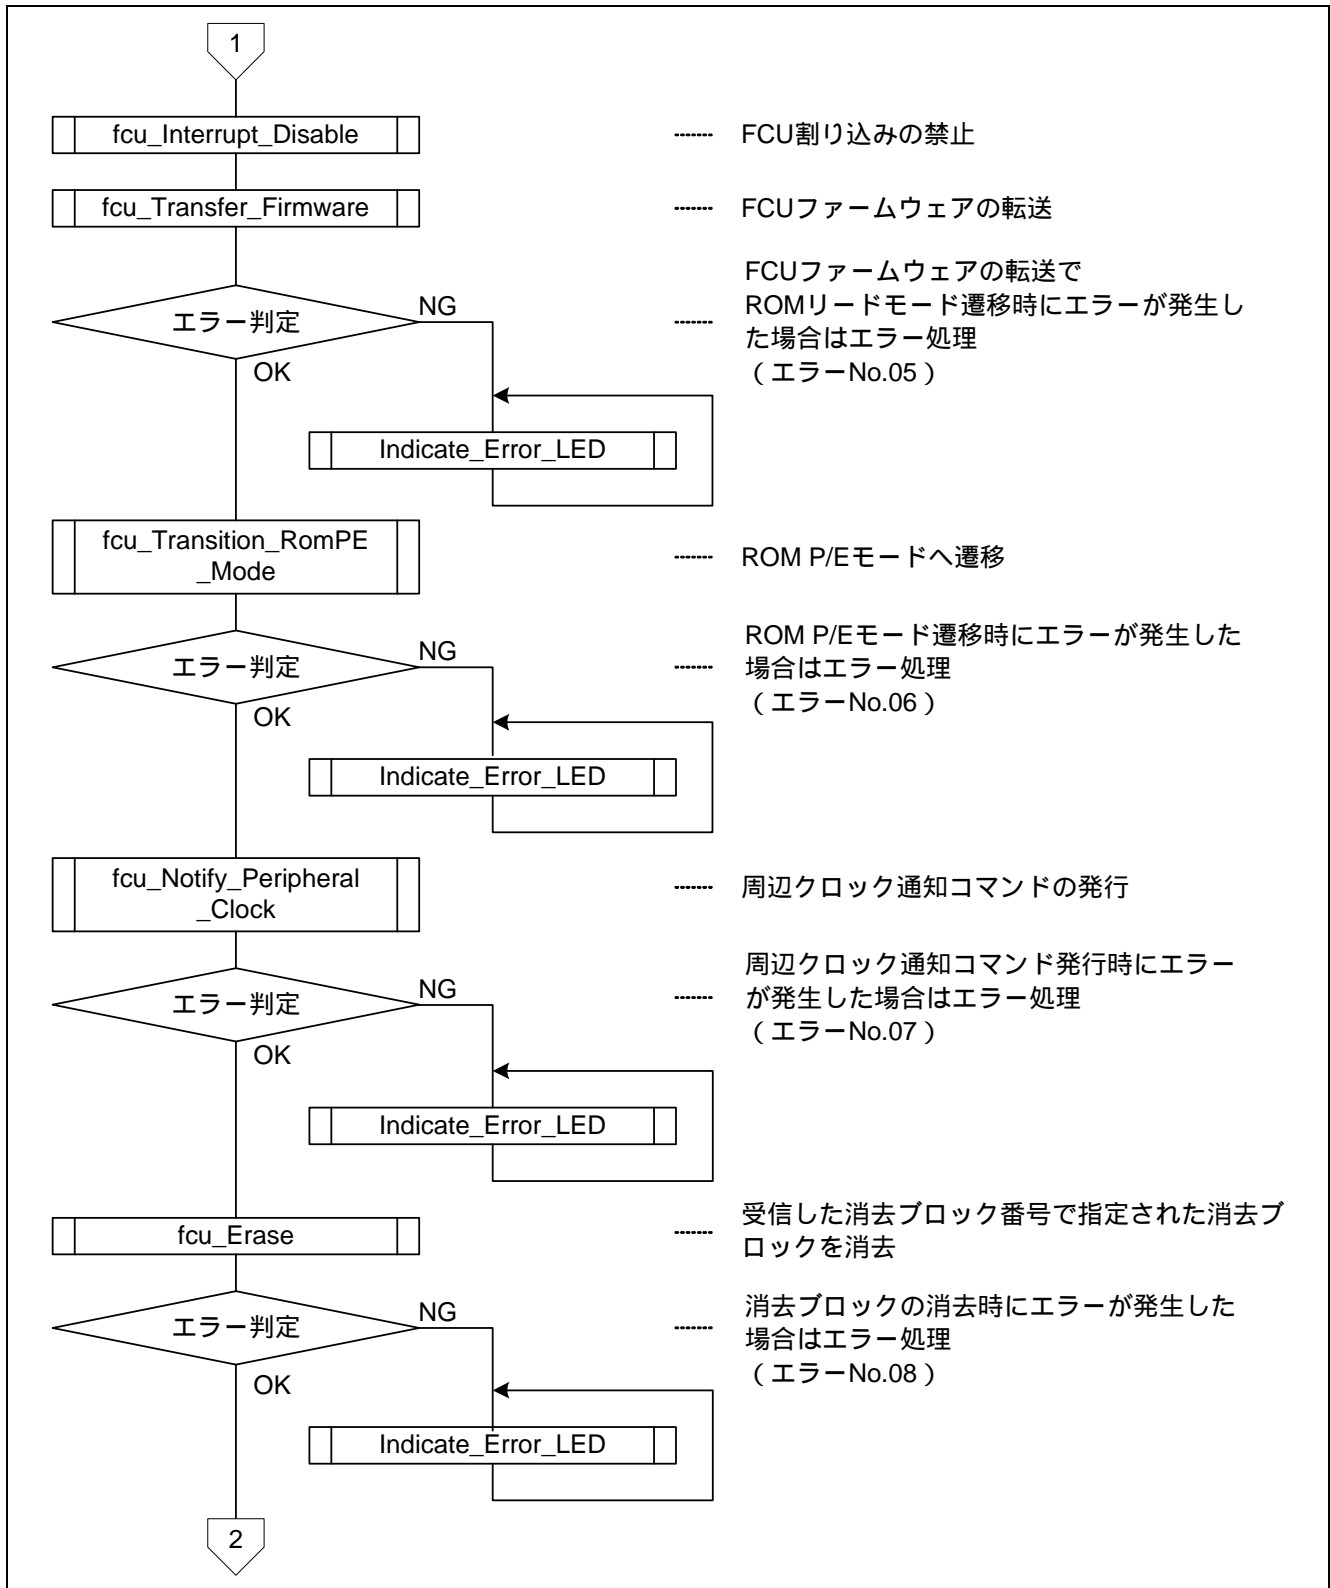 1
fcu_Interrupt_Disable
FCU割り込みの禁止
fcu_Transfer_Firmware
FCUファームウェアの転送
エラー判定
NG
OK
FCUファームウェアの転送で
ROMリードモード遷移時にエラーが発生し
た場合はエラー処理
（エラーNo.05）
Indicate_Error_LED
fcu_Transition_RomPE
_Mode
ROM P/Eモードへ遷移
エラー判定
NG
OK
ROM P/Eモード遷移時にエラーが発生した
場合はエラー処理
（エラーNo.06）
Indicate_Error_LED
fcu_Notify_Peripheral
_Clock
周辺クロック通知コマンドの発行
エラー判定
NG
OK
周辺クロック通知コマンド発行時にエラー
が発生した場合はエラー処理
（エラーNo.07）
Indicate_Error_LED
fcu_Erase
受信した消去ブロック番号で指定された消去ブ
ロックを消去
エラー判定
NG
OK
消去ブロックの消去時にエラーが発生した
場合はエラー処理
（エラーNo.08）
Indicate_Error_LED
2